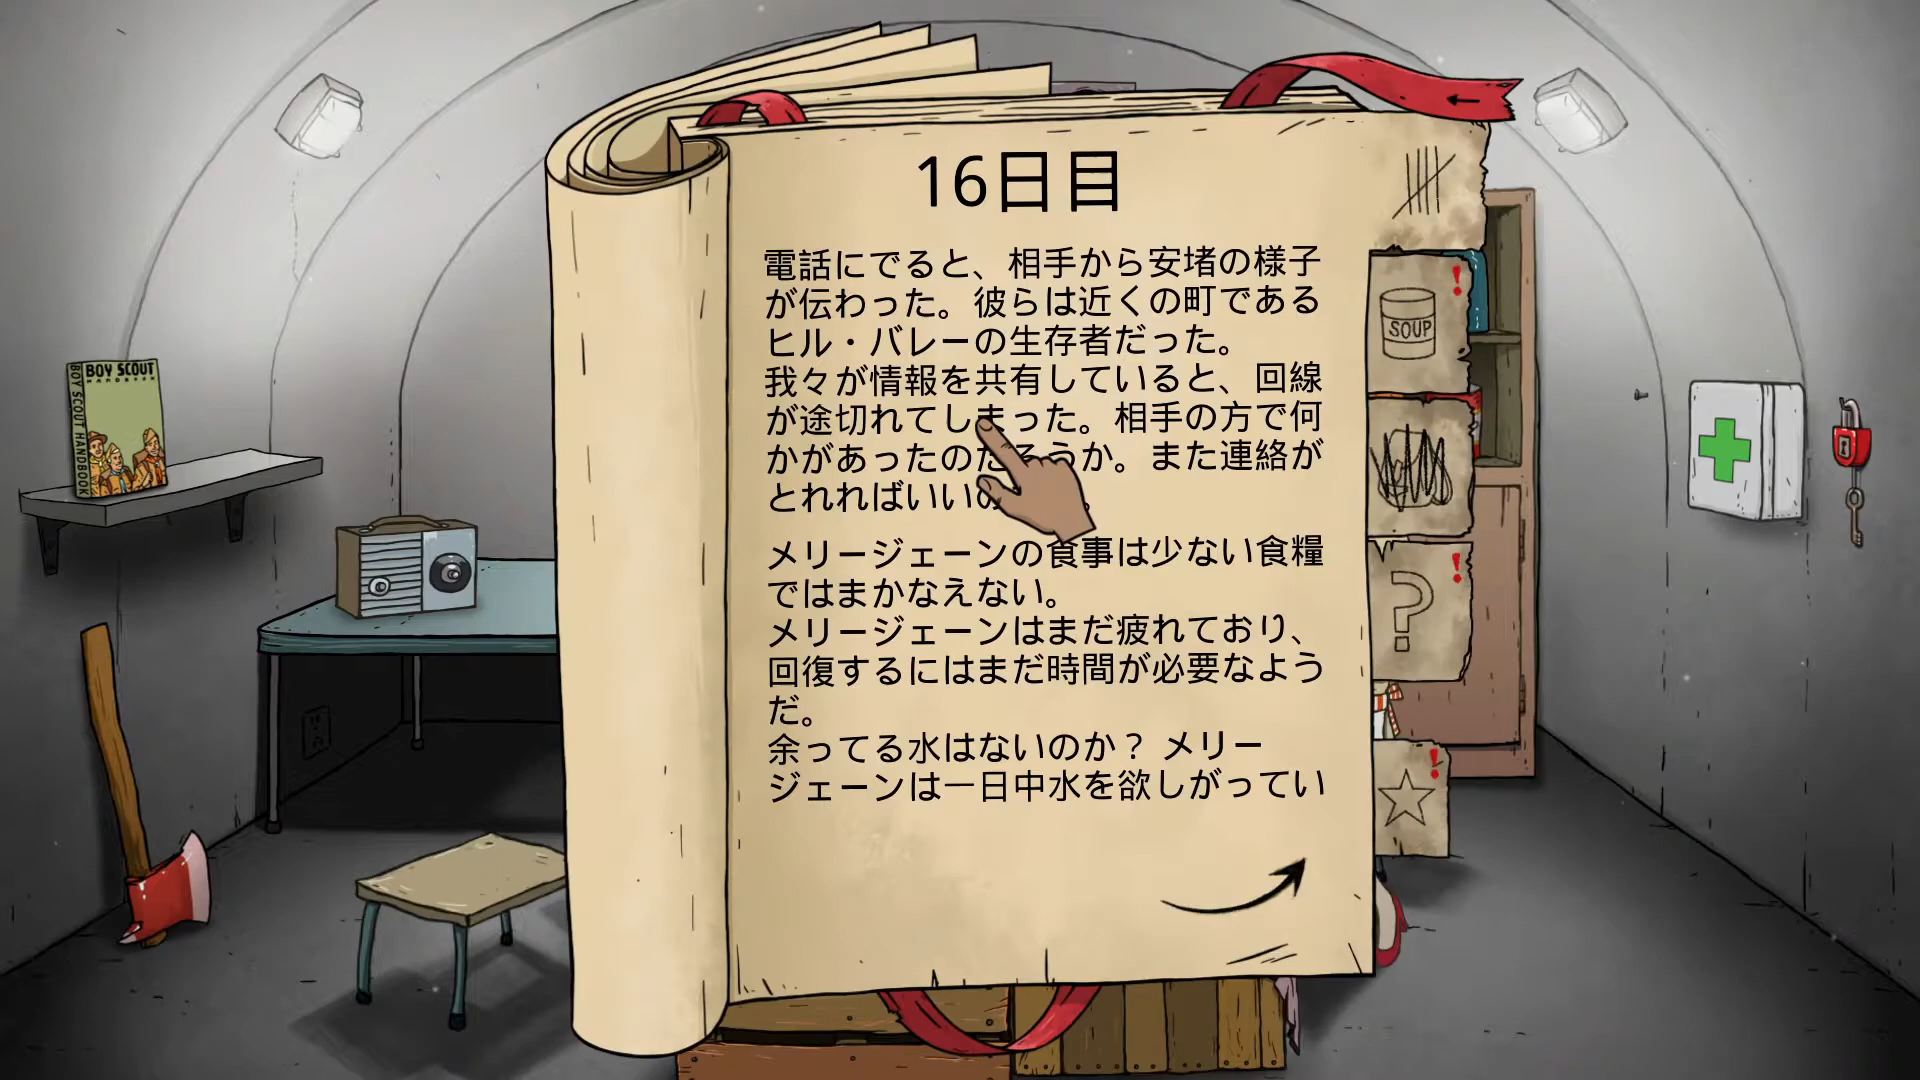 16日目
電話にでると、相手から安堵の様子
が伝わった。彼らは近くの町である
ヒル・バレーの生存者だった。
我々が情報を共有していると、回線
が途切れてしまった。相手の方で何
かがあったのだろうか。また連絡が
とれればいいの
メリージェーンの食事は少ない食糧
ではまかなえない。
メリージェーンはまだ疲れており、
回復するにはまだ時間が必要なよう
だ。
余ってる水はないのか？ メリー
ジェーンは一日中水を欲しがってい
SOUP
BOY SCOUT
HANDBOOK
BOY SCOUT HANDBOOK